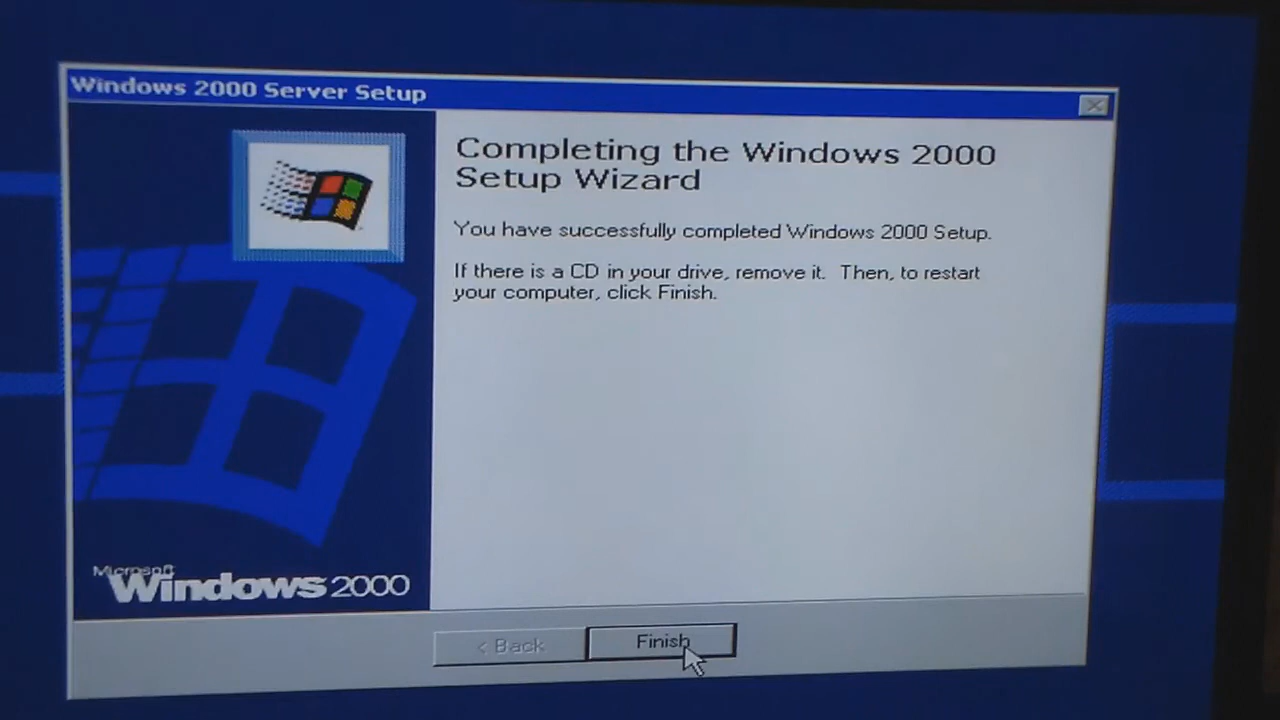 Windows 2000 Server Setup
Completing the Windows 2000
Setup Wizard
You have successfully completed Windows 2000 Setup.
If there is a CD in your drive, remove it. Then, to restart
your computer, click Finish.
Microsoft
Windows 2000
< Back
Finish